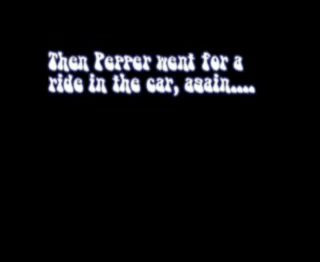 Then Pepper went for a
ride in the car, again....